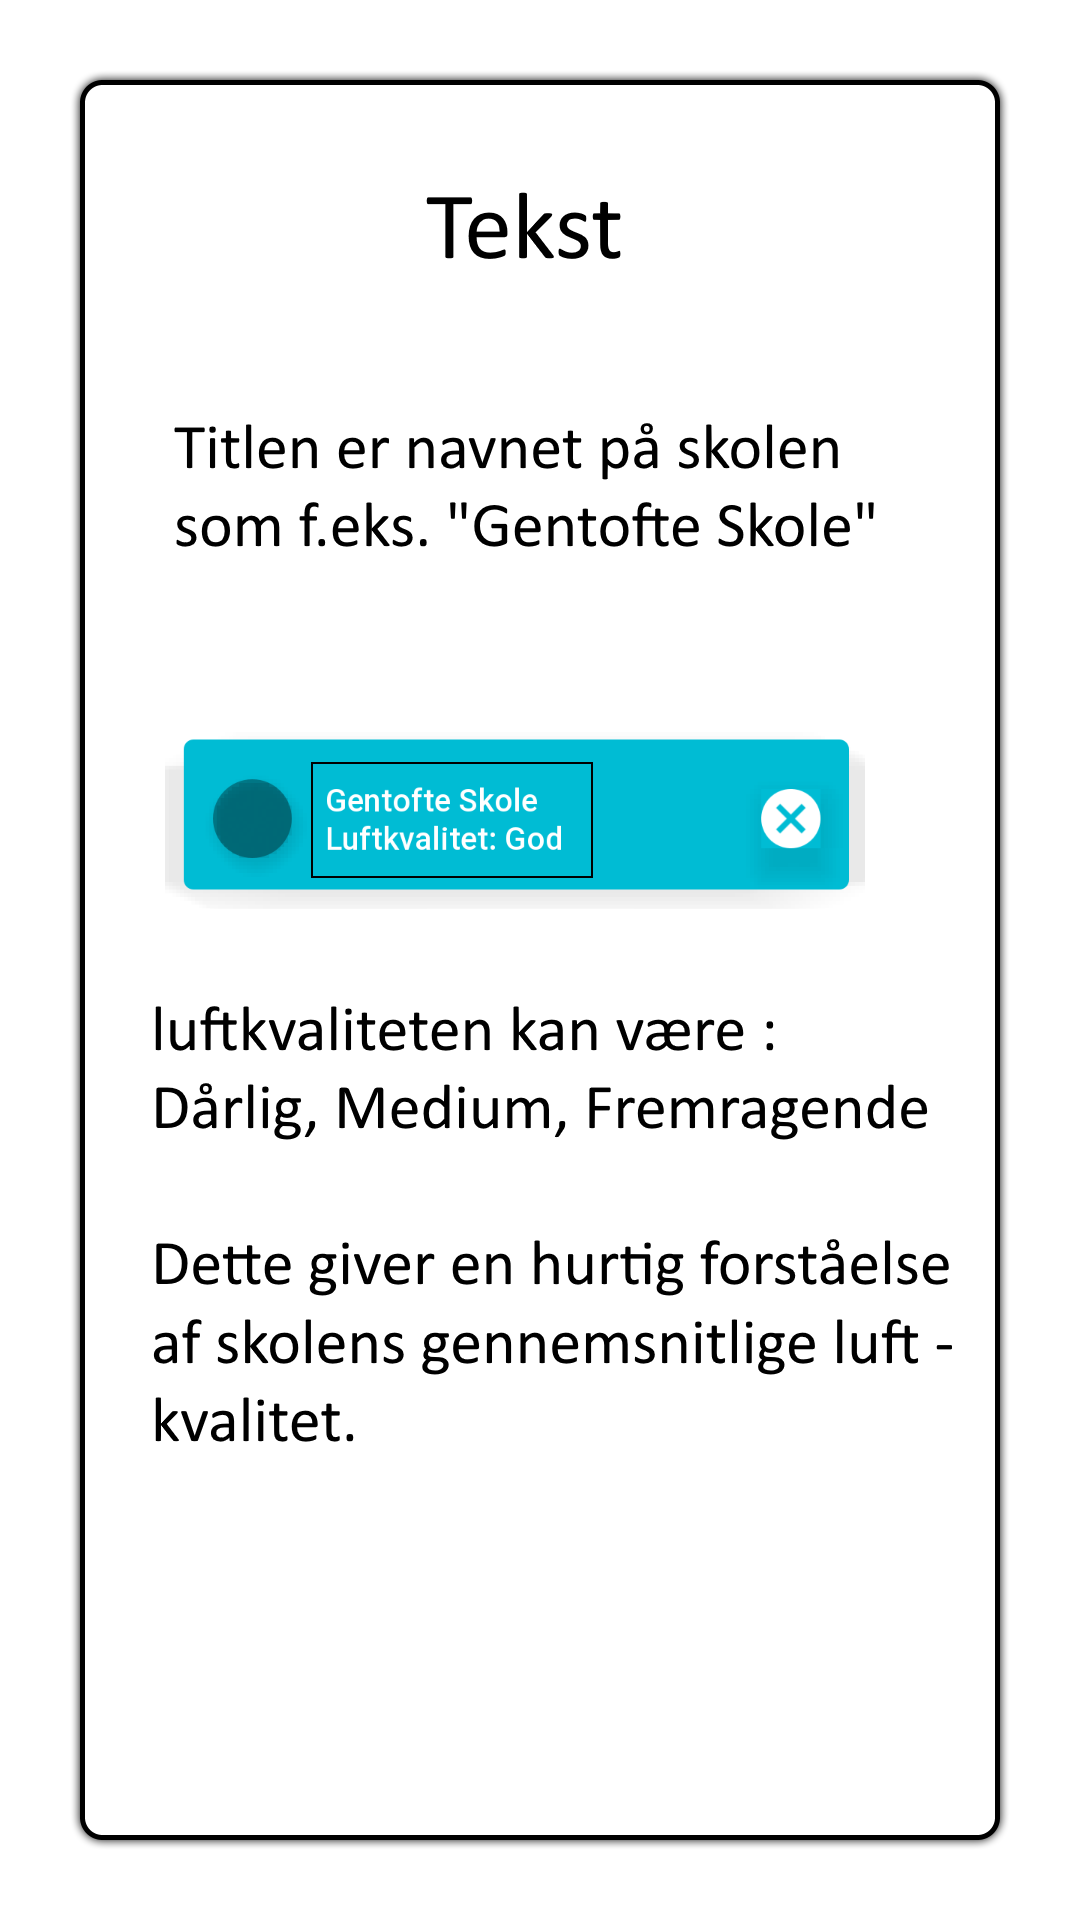 Tekst
Titlen er navnet på skolen
som f.eks. "Gentofte Skole"
Gentofte Skole
Luftkvalitet: God
luftkvaliteten kan være :
Dårlig, Medium, Fremragende
Dette giver en hurtig forståelse
af skolens gennemsnitlige luft -
kvalitet.